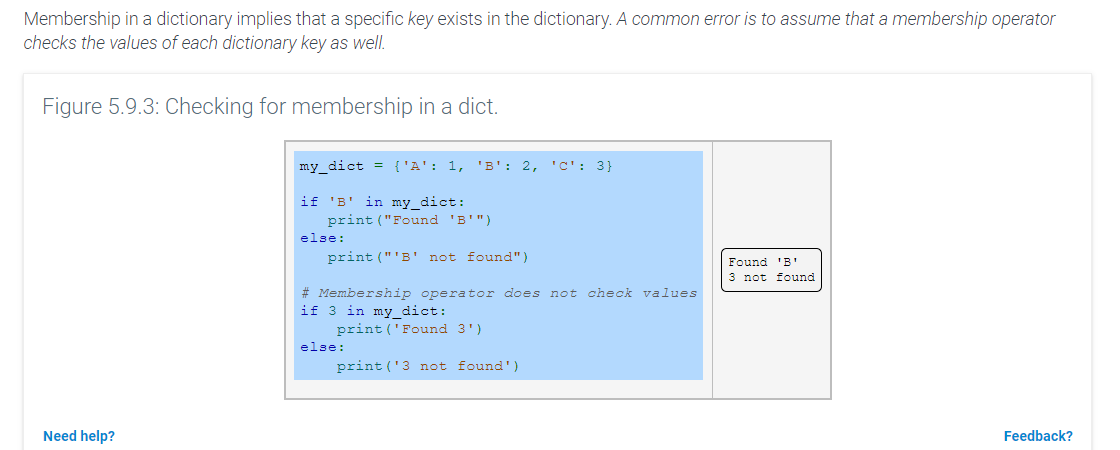 Membership in a dictionary implies that a specific key exists in the dictionary. A common error is to assume that a membership operator
checks the values of each dictionary key as well.
Figure 5.9.3: Checking for membership in a dict.
my_dict = {'A': 1, 'B': 2, 'C': 3}
if 'B' in my_dict:
    print("Found 'B'")
else:
    print("'B' not found")
# Membership operator does not check values
if 3 in my_dict:
    print('Found 3')
else:
    print('3 not found')
Found 'B'
3 not found
Need help?
Feedback?